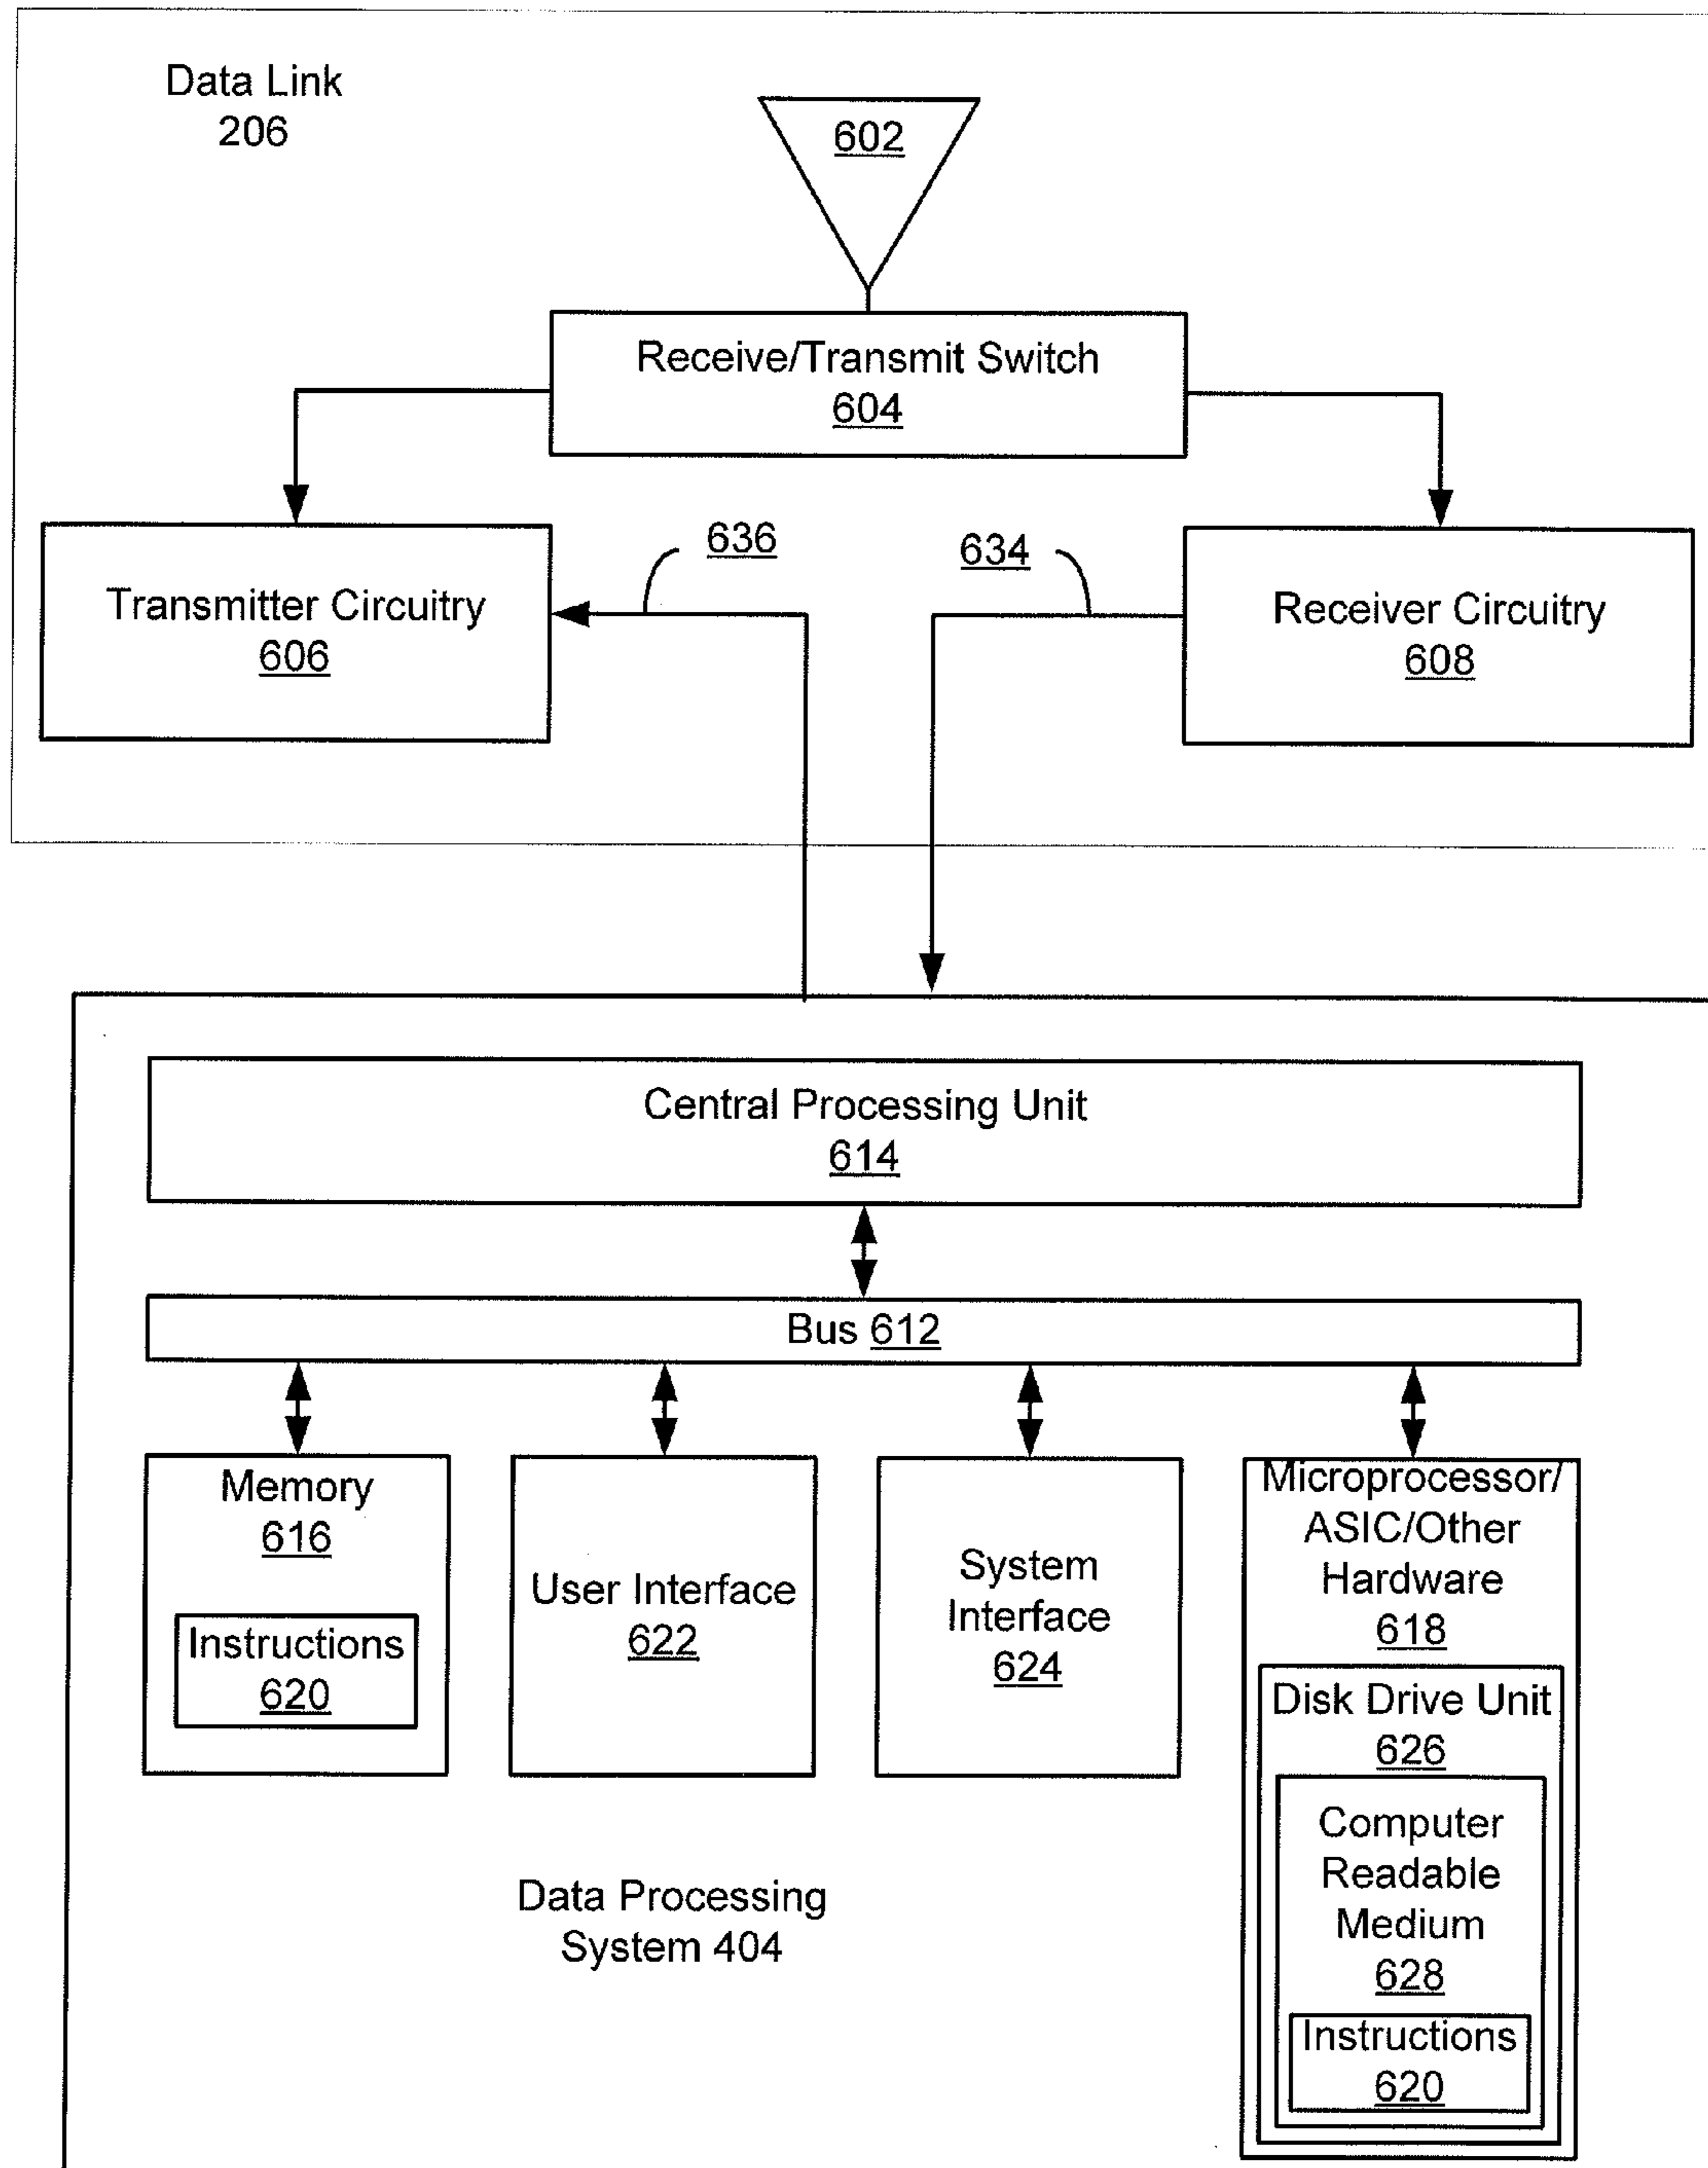 Data Link
206
602
Receive/Transmit Switch
604
636
634
Transmitter Circuitry
606
Receiver Circuitry
608
Central Processing Unit
614
Bus 612
Memory
616
Instructions
620
User Interface
622
System
Interface
624
Microprocessor/
ASIC/Other
Hardware
618
Disk Drive Unit
626
Computer
Readable
Medium
628
Instructions
620
Data Processing
System 404